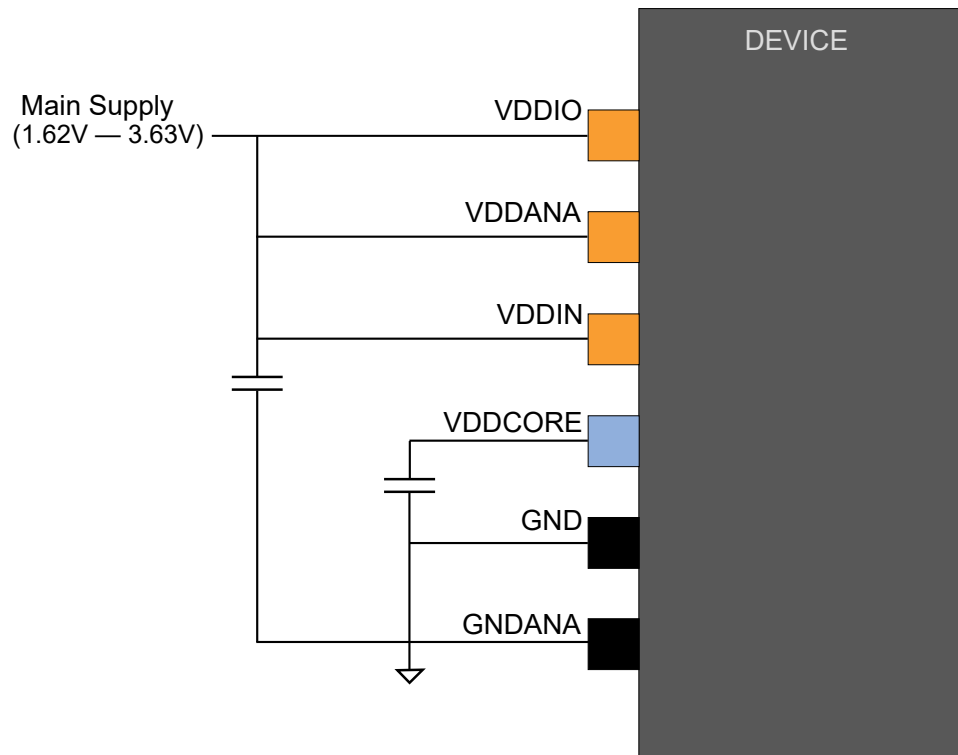 DEVICE
VDDIO
Main Supply
(1.62V — 3.63V)
VDDANA
VDDIN
VDDCORE
GND
GNDANA